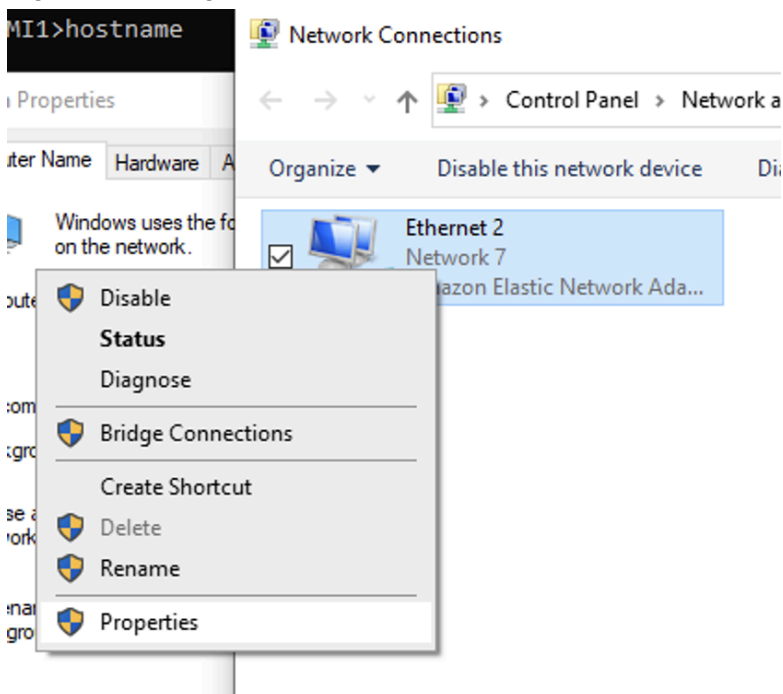 MI1>hostname
Network Connections
Properties
Control Panel > Network a
Name Hardware A
Organize Disable this network device
Windows uses the fo
on the network.
Ethernet 2
Network 7
azon Elastic Network Ada...
Disable
Status
Diagnose
Bridge Connections
Create Shortcut
Delete
Rename
Properties